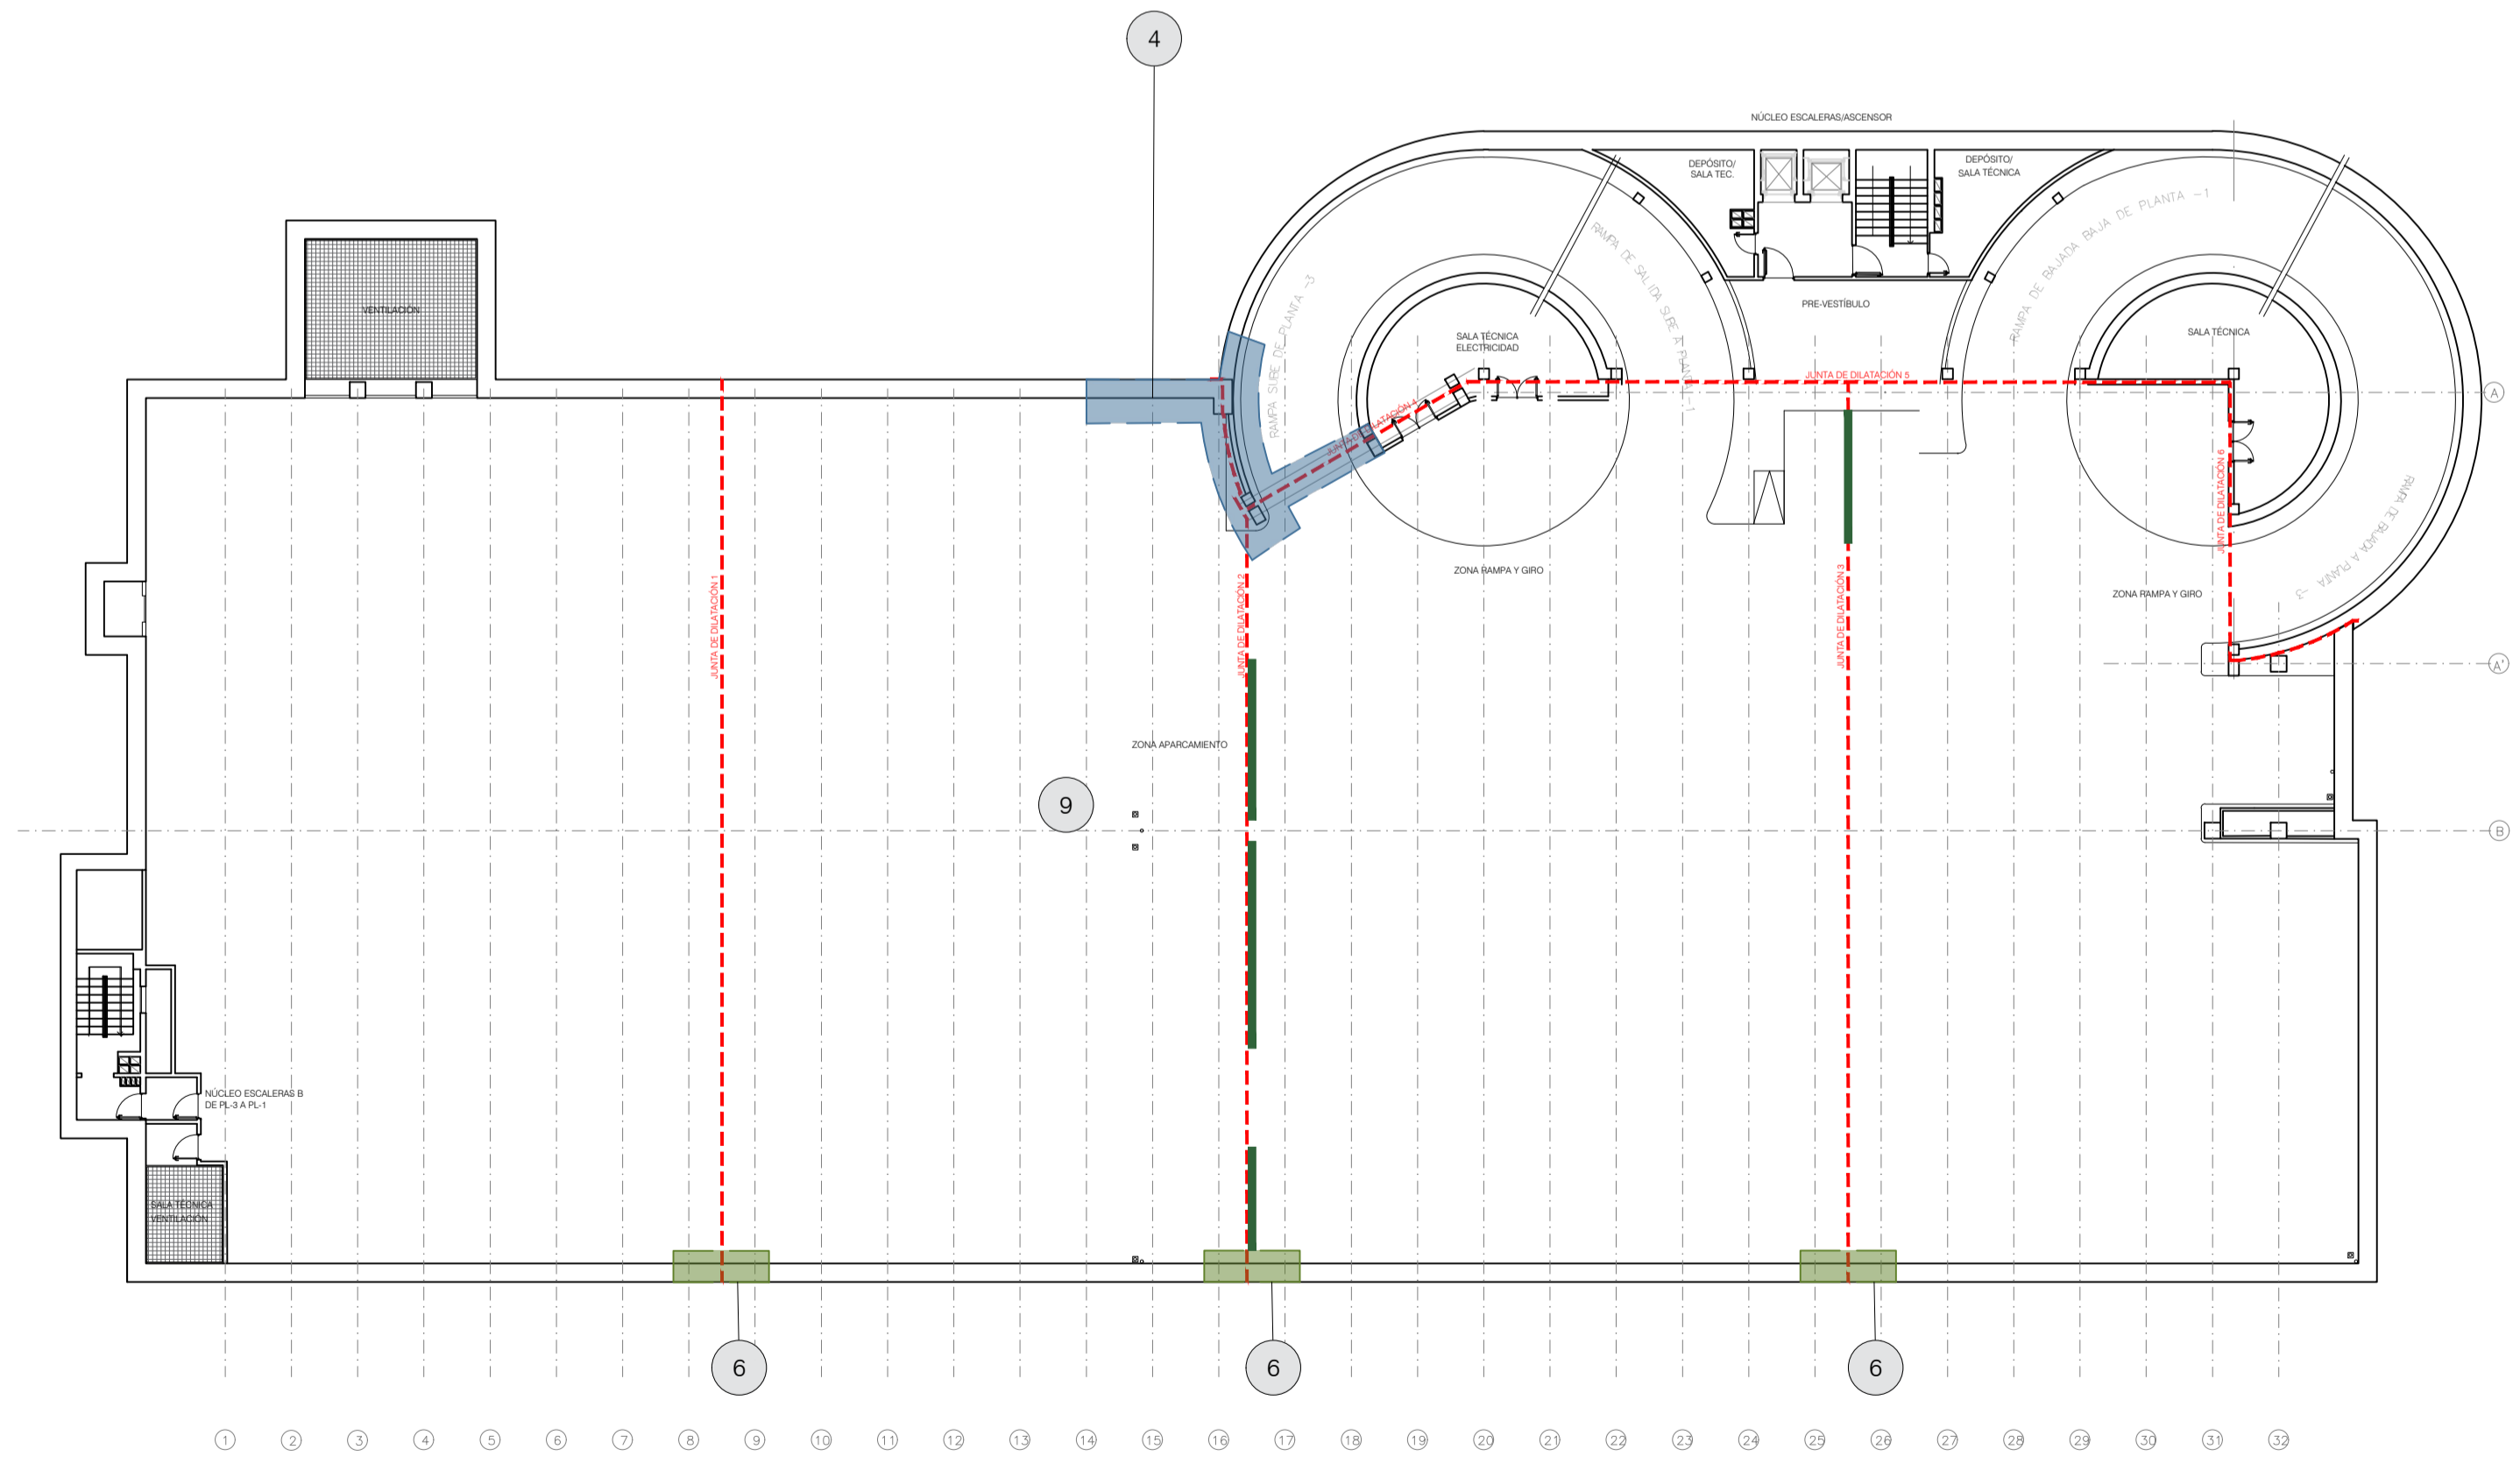 4
NÚCLEO ESCALERAS/ASCENSOR
DEPÓSITO/
SALA TEC.
DEPÓSITO/
SALA TÉCNICA
RAMPA DE BAJADA BAJA DE PLANTA -1
RAMPA DE SALIDA SUBE A PLANTA -1
RAMPA SUBE DE PLANTA -3
VENTILACIÓN
PRE-VESTÍBULO
SALA TÉCNICA
ELECTRICIDAD
SALA TÉCNICA
JUNTA DE DILATACIÓN 5
A
JUNTA DE DILATACIÓN 4
JUNTA DE DILATACIÓN 6
RAMPA DE BAJADA A PLANTA -3
ZONA RAMPA Y GIRO
ZONA RAMPA Y GIRO
JUNTA DE DILATACIÓN 1
JUNTA DE DILATACIÓN 2
JUNTA DE DILATACIÓN 3
A'
ZONA APARCAMIENTO
9
B
NÚCLEO ESCALERAS B
DE PL-3 A PL-1
SALA TÉCNICA
VENTILACIÓN
6
6
6
1 2 3 4 5 6 7 8 9 10 11 12 13 14 15 16 17 18 19 20 21 22 23 24 25 26 27 28 29 30 31 32